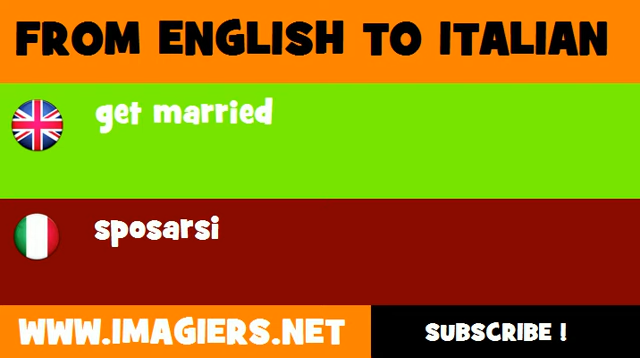 FROM ENGLISH TO ITALIAN
get married
sposarsi
WWW.IMAGIERS.NET
SUBSCRIBE !